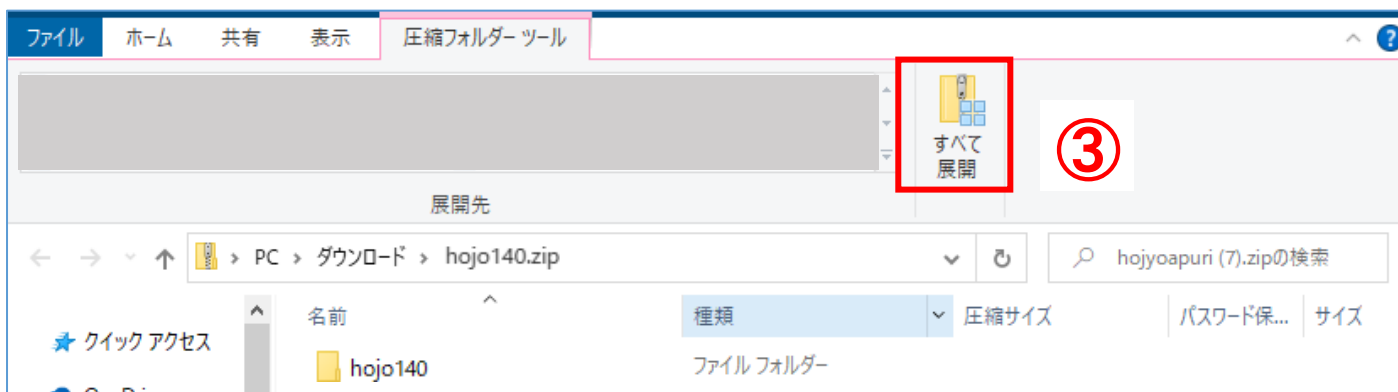 ファイル ホーム 共有 表示 圧縮フォルダー ツール
すべて
展開
③
展開先
PC › ダウンロード › hojo140.zip
hojyoapuri (7).zipの検索
名前 種類 圧縮サイズ パスワード保... サイズ
クイック アクセス
hojo140 ファイル フォルダー